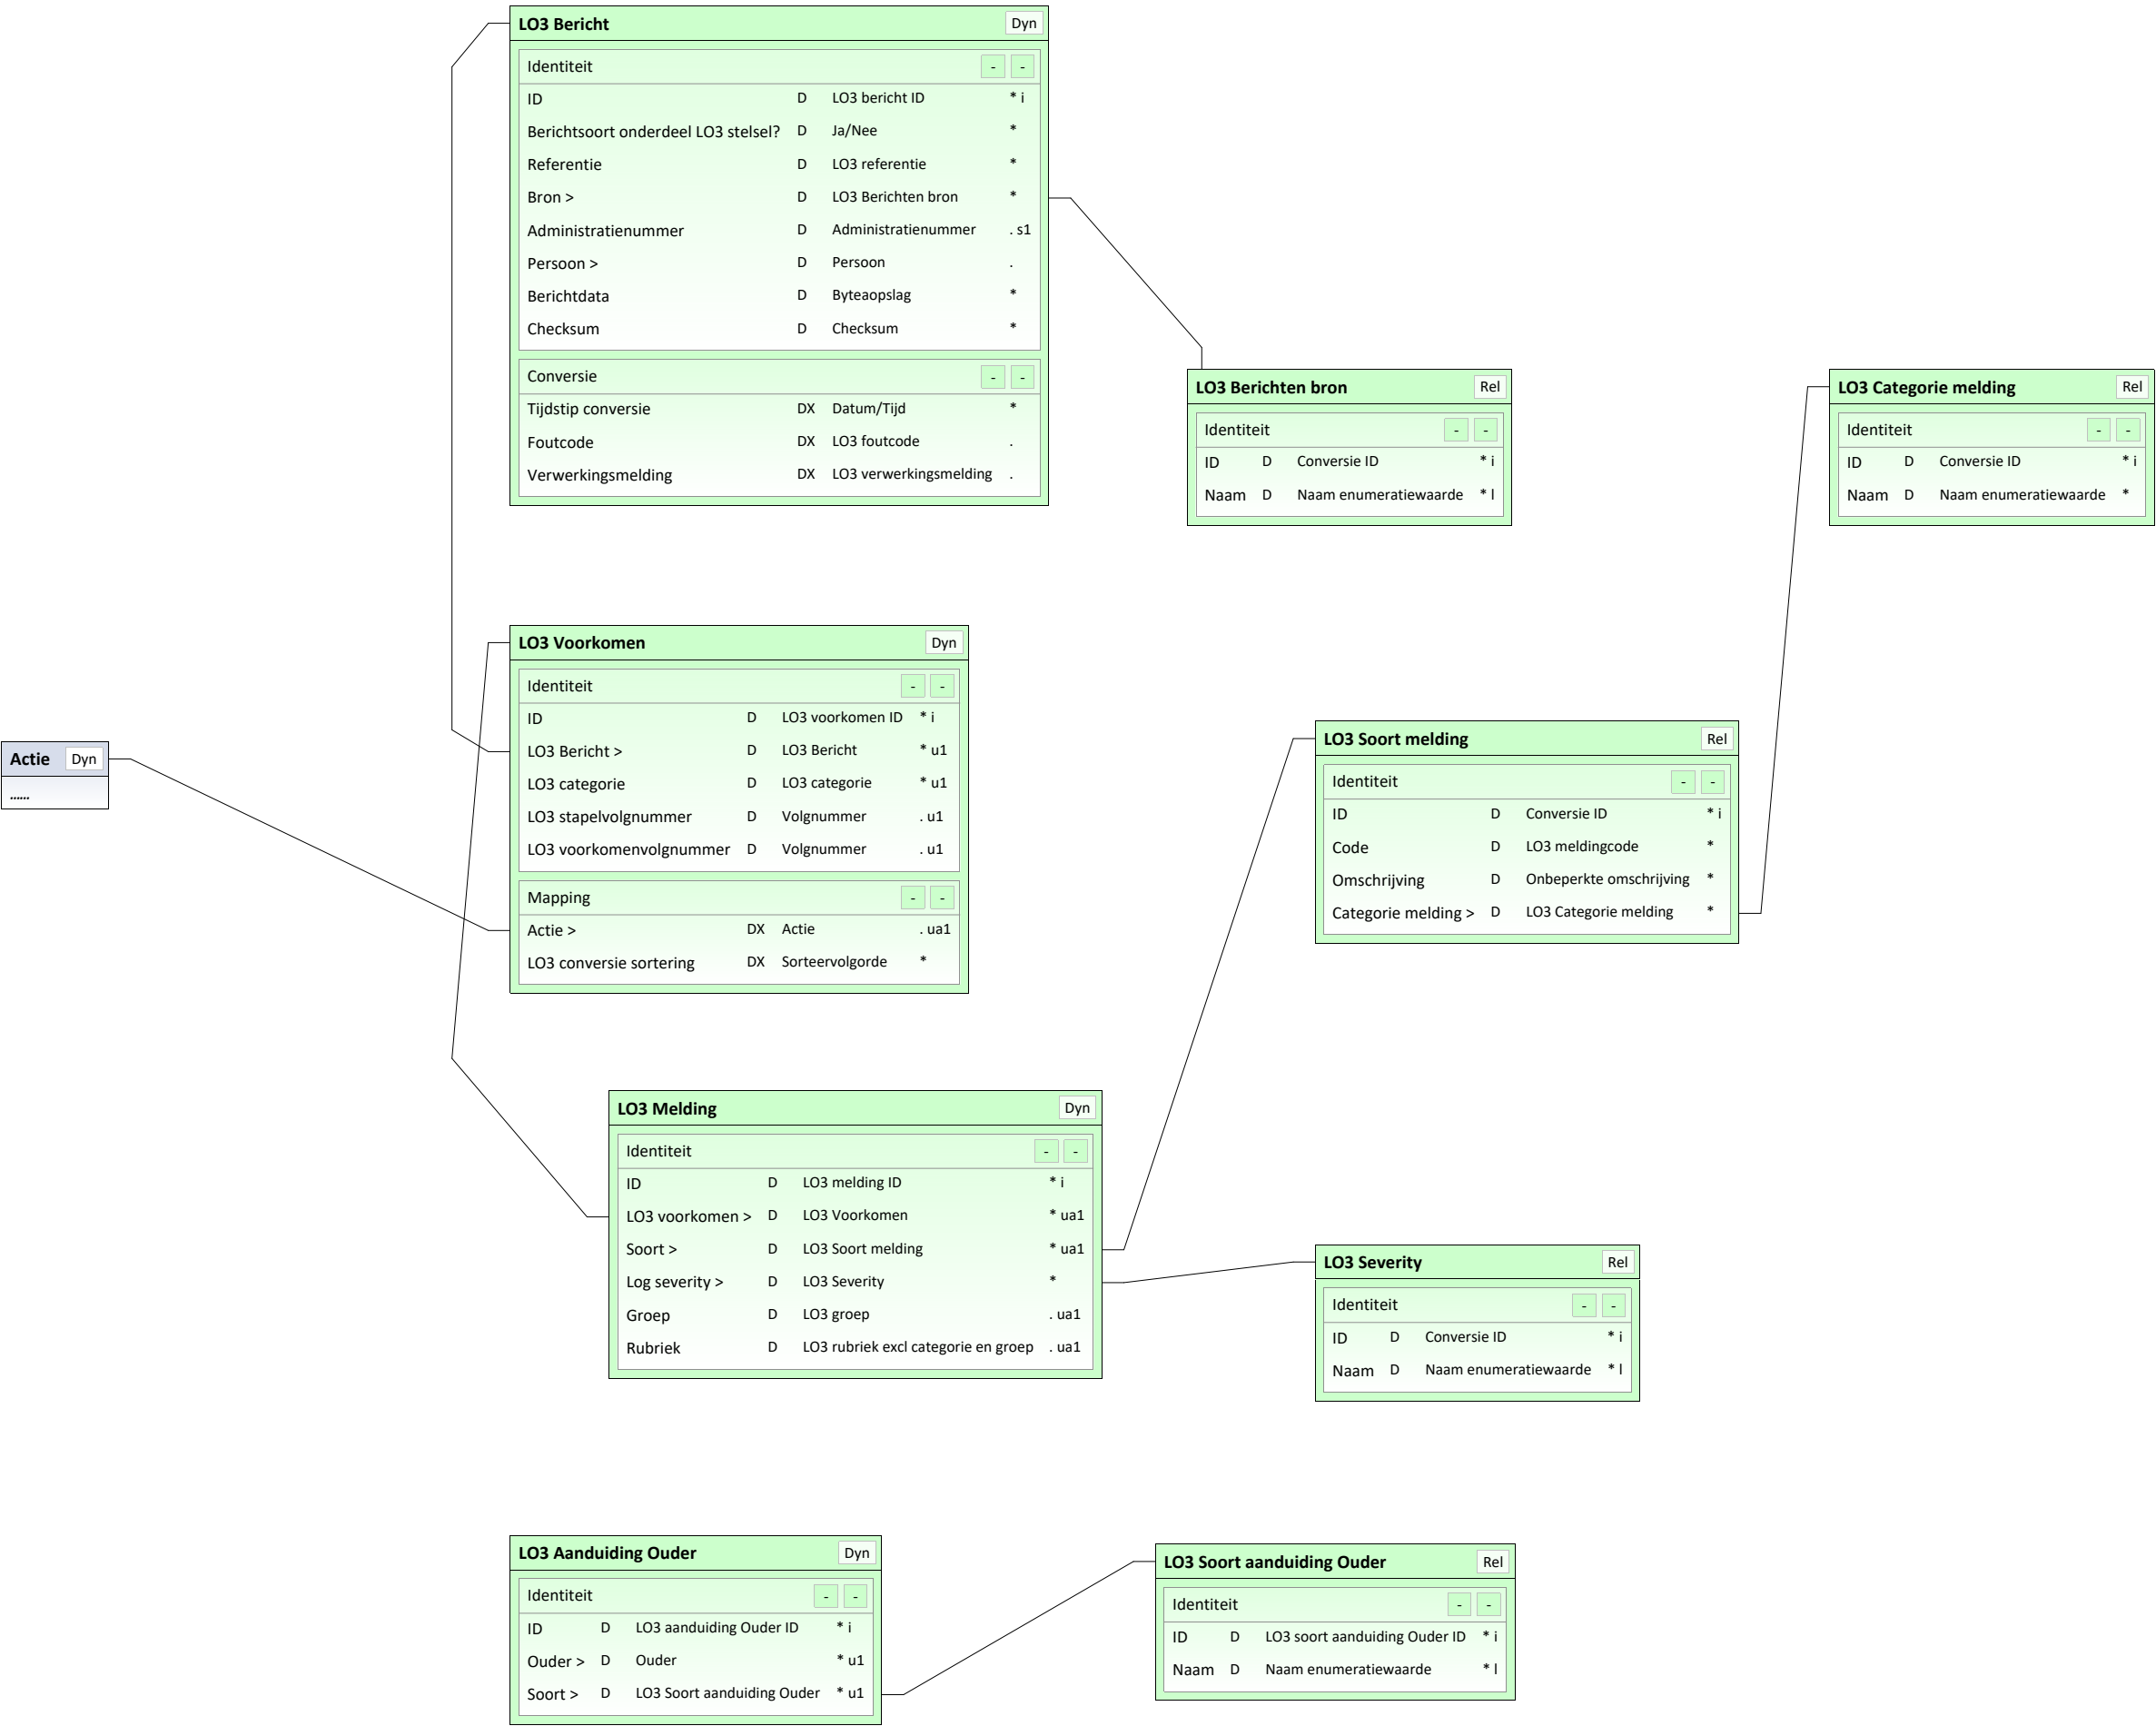 LO3 Bericht Dyn
Identiteit - -
ID D LO3 bericht ID * i
Berichtsoort onderdeel LO3 stelsel? D Ja/Nee *
Referentie D LO3 referentie *
Bron > D LO3 Berichten bron *
Administratienummer D Administratienummer . s1
Persoon > D Persoon .
Berichtdata D Byteopslag *
Checksum D Checksum *
Conversie - -
Tijdstip conversie DX Datum/Tijd *
Foutcode DX LO3 foutcode .
Verwerkingsmelding DX LO3 verwerkingsmelding .
LO3 Berichten bron Rel
Identiteit - -
ID D Conversie ID * i
Naam D Naam enumeratiewaarde * l
LO3 Categorie melding Rel
Identiteit - -
ID D Conversie ID * i
Naam D Naam enumeratiewaarde *
LO3 Voorkomen Dyn
Identiteit - -
ID D LO3 voorkomen ID * i
LO3 Bericht > D LO3 Bericht * u1
LO3 categorie D LO3 categorie * u1
LO3 stapelvolgnummer D Volgnummer . u1
LO3 voorkomenvolgnummer D Volgnummer . u1
Mapping - -
Actie > DX Actie . ua1
LO3 conversie sortering DX Sorteervolgorde *
Actie Dyn
......
LO3 Soort melding Rel
Identiteit - -
ID D Conversie ID * i
Code D LO3 meldingcode *
Omschrijving D Onbeperkte omschrijving *
Categorie melding > D LO3 Categorie melding *
LO3 Melding Dyn
Identiteit - -
ID D LO3 melding ID * i
LO3 voorkomen > D LO3 Voorkomen * ua1
Soort > D LO3 Soort melding * ua1
Log severity > D LO3 Severity *
Groep D LO3 groep . ua1
Rubriek D LO3 rubriek excl categorie en groep . ua1
LO3 Severity Rel
Identiteit - -
ID D Conversie ID * i
Naam D Naam enumeratiewaarde * l
LO3 Aanduiding Ouder Dyn
Identiteit - -
ID D LO3 aanduiding Ouder ID * i
Ouder > D Ouder * u1
Soort > D LO3 Soort aanduiding Ouder * u1
LO3 Soort aanduiding Ouder Rel
Identiteit - -
ID D LO3 soort aanduiding Ouder ID * i
Naam D Naam enumeratiewaarde * l